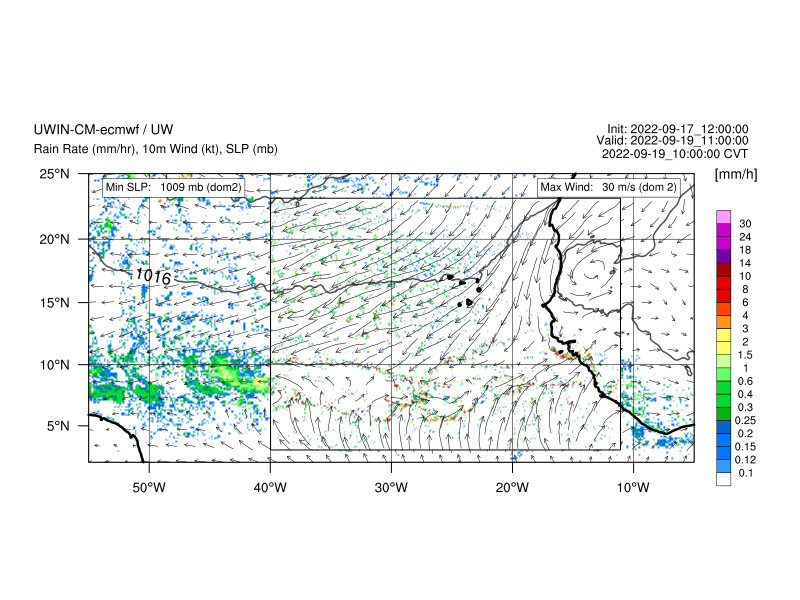 UWIN-CM-ecmwf / UW
Init: 2022-09-17_12:00:00
Valid: 2022-09-19_11:00:00
Rain Rate (mm/hr), 10m Wind (kt), SLP (mb)
2022-09-19_10:00:00 CVT
[mm/h]
25°N
Min SLP: 1009 mb (dom2)
Max Wind: 30 m/s (dom 2)
20°N
1016
15°N
10°N
5°N
50°W
40°W
30°W
20°W
10°W
30
24
18
14
10
8
6
4
3
2
1.5
1
0.6
0.4
0.3
0.25
0.2
0.15
0.12
0.1